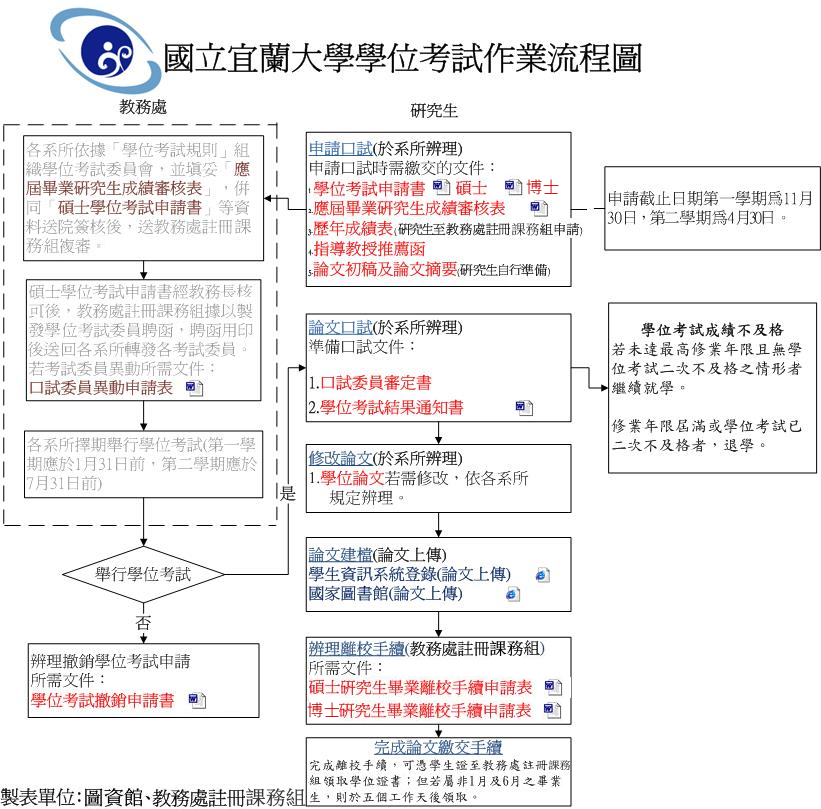 國立宜蘭大學學位考試作業流程圖
教務處
各系所依據「學位考試規則」組
織學位考試委員會，並填妥「應
屆畢業研究生成績審核表」，併
同「碩士學位考試申請書」等資
料送院簽核後，送教務處註冊課
務組複審。
碩士學位考試申請書經教務長核
可後，教務處註冊課務組據以製
發學位考試委員聘函，聘函用印
後送回各系所轉發各考試委員。
若考試委員異動所需文件：
口試委員異動申請表
各系所擇期舉行學位考試(第一學
期應於1月31日前，第二學期應於
7月31日前)
舉行學位考試
是
否
辨理撤銷學位考試申請
所需文件：
學位考試撤銷申請書
研究生
申請口試(於系所辨理)
申請口試時需繳交的文件：
1.學位考試申請書 碩士 博士
2.應屆畢業研究生成績審核表
3.歷年成績表(研究生至教務處註冊課務組申請)
4.指導教授推薦函
5.論文初稿及論文摘要(研究生自行準備)
申請截止日期第一學期為11月
30日，第二學期為4月30日。
論文口試(於系所辨理)
準備口試文件：
1.口試委員審定書
2.學位考試結果通知書
學位考試成績不及格
若未達最高修業年限且無學
位考試二次不及格之情形者
繼續就學。
修業年限屆滿或學位考試已
二次不及格者，退學。
修改論文(於系所辨理)
1.學位論文若需修改，依各系所
規定辨理。
論文建檔(論文上傳)
學生資訊系統登錄(論文上傳)
國家圖書館(論文上傳)
辨理離校手續(教務處註冊課務組)
所需文件：
碩士研究生畢業離校手續申請表
博士研究生畢業離校手續申請表
完成論文繳交手續
完成離校手續，可憑學生證至教務處註冊課務
組領取學位證書；但若屬非1月及6月之畢業
生，則於五個工作天後領取。
製表單位：圖資館、教務處註冊課務組